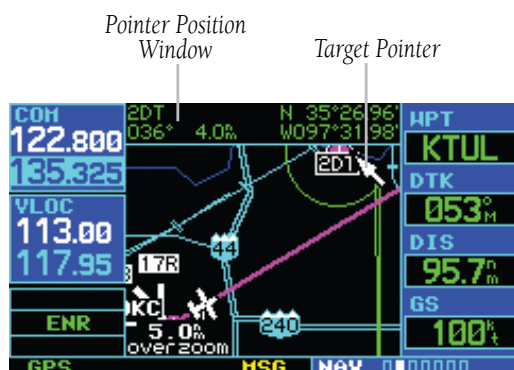 Pointer Position
Window
Target Pointer
COM
122.800
135.325
VLOC
113.00
117.95
ENR
GPS
2DT
N 35°26.96'
036° 4.0nm
W097°31.98'
2DT
44
17R
OKC
5.0nm
overzoom
240
MSG
NAV
WPT
KTUL
DTK
053°M
DIS
95.7nm
GS
100kt